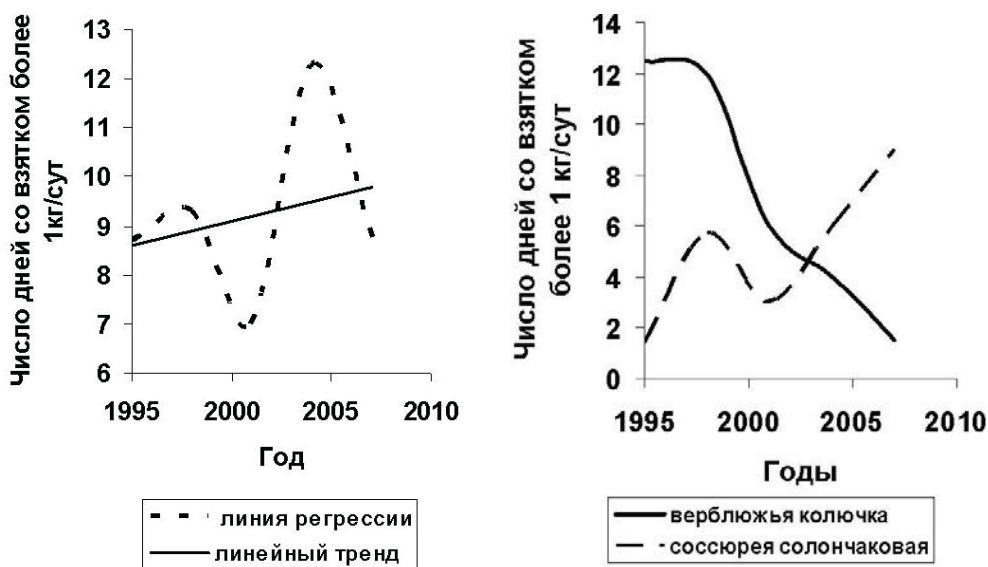 Число дней со взятком более
1кг/сут
13
12
11
10
9
8
7
6
1995 2000 2005 2010
Год
линия регрессии
линейный тренд
Число дней со взятком
более 1 кг/сут
14
12
10
8
6
4
2
0
1995 2000 2005 2010
Годы
верблюжья колючка
соссюрея солончаковая